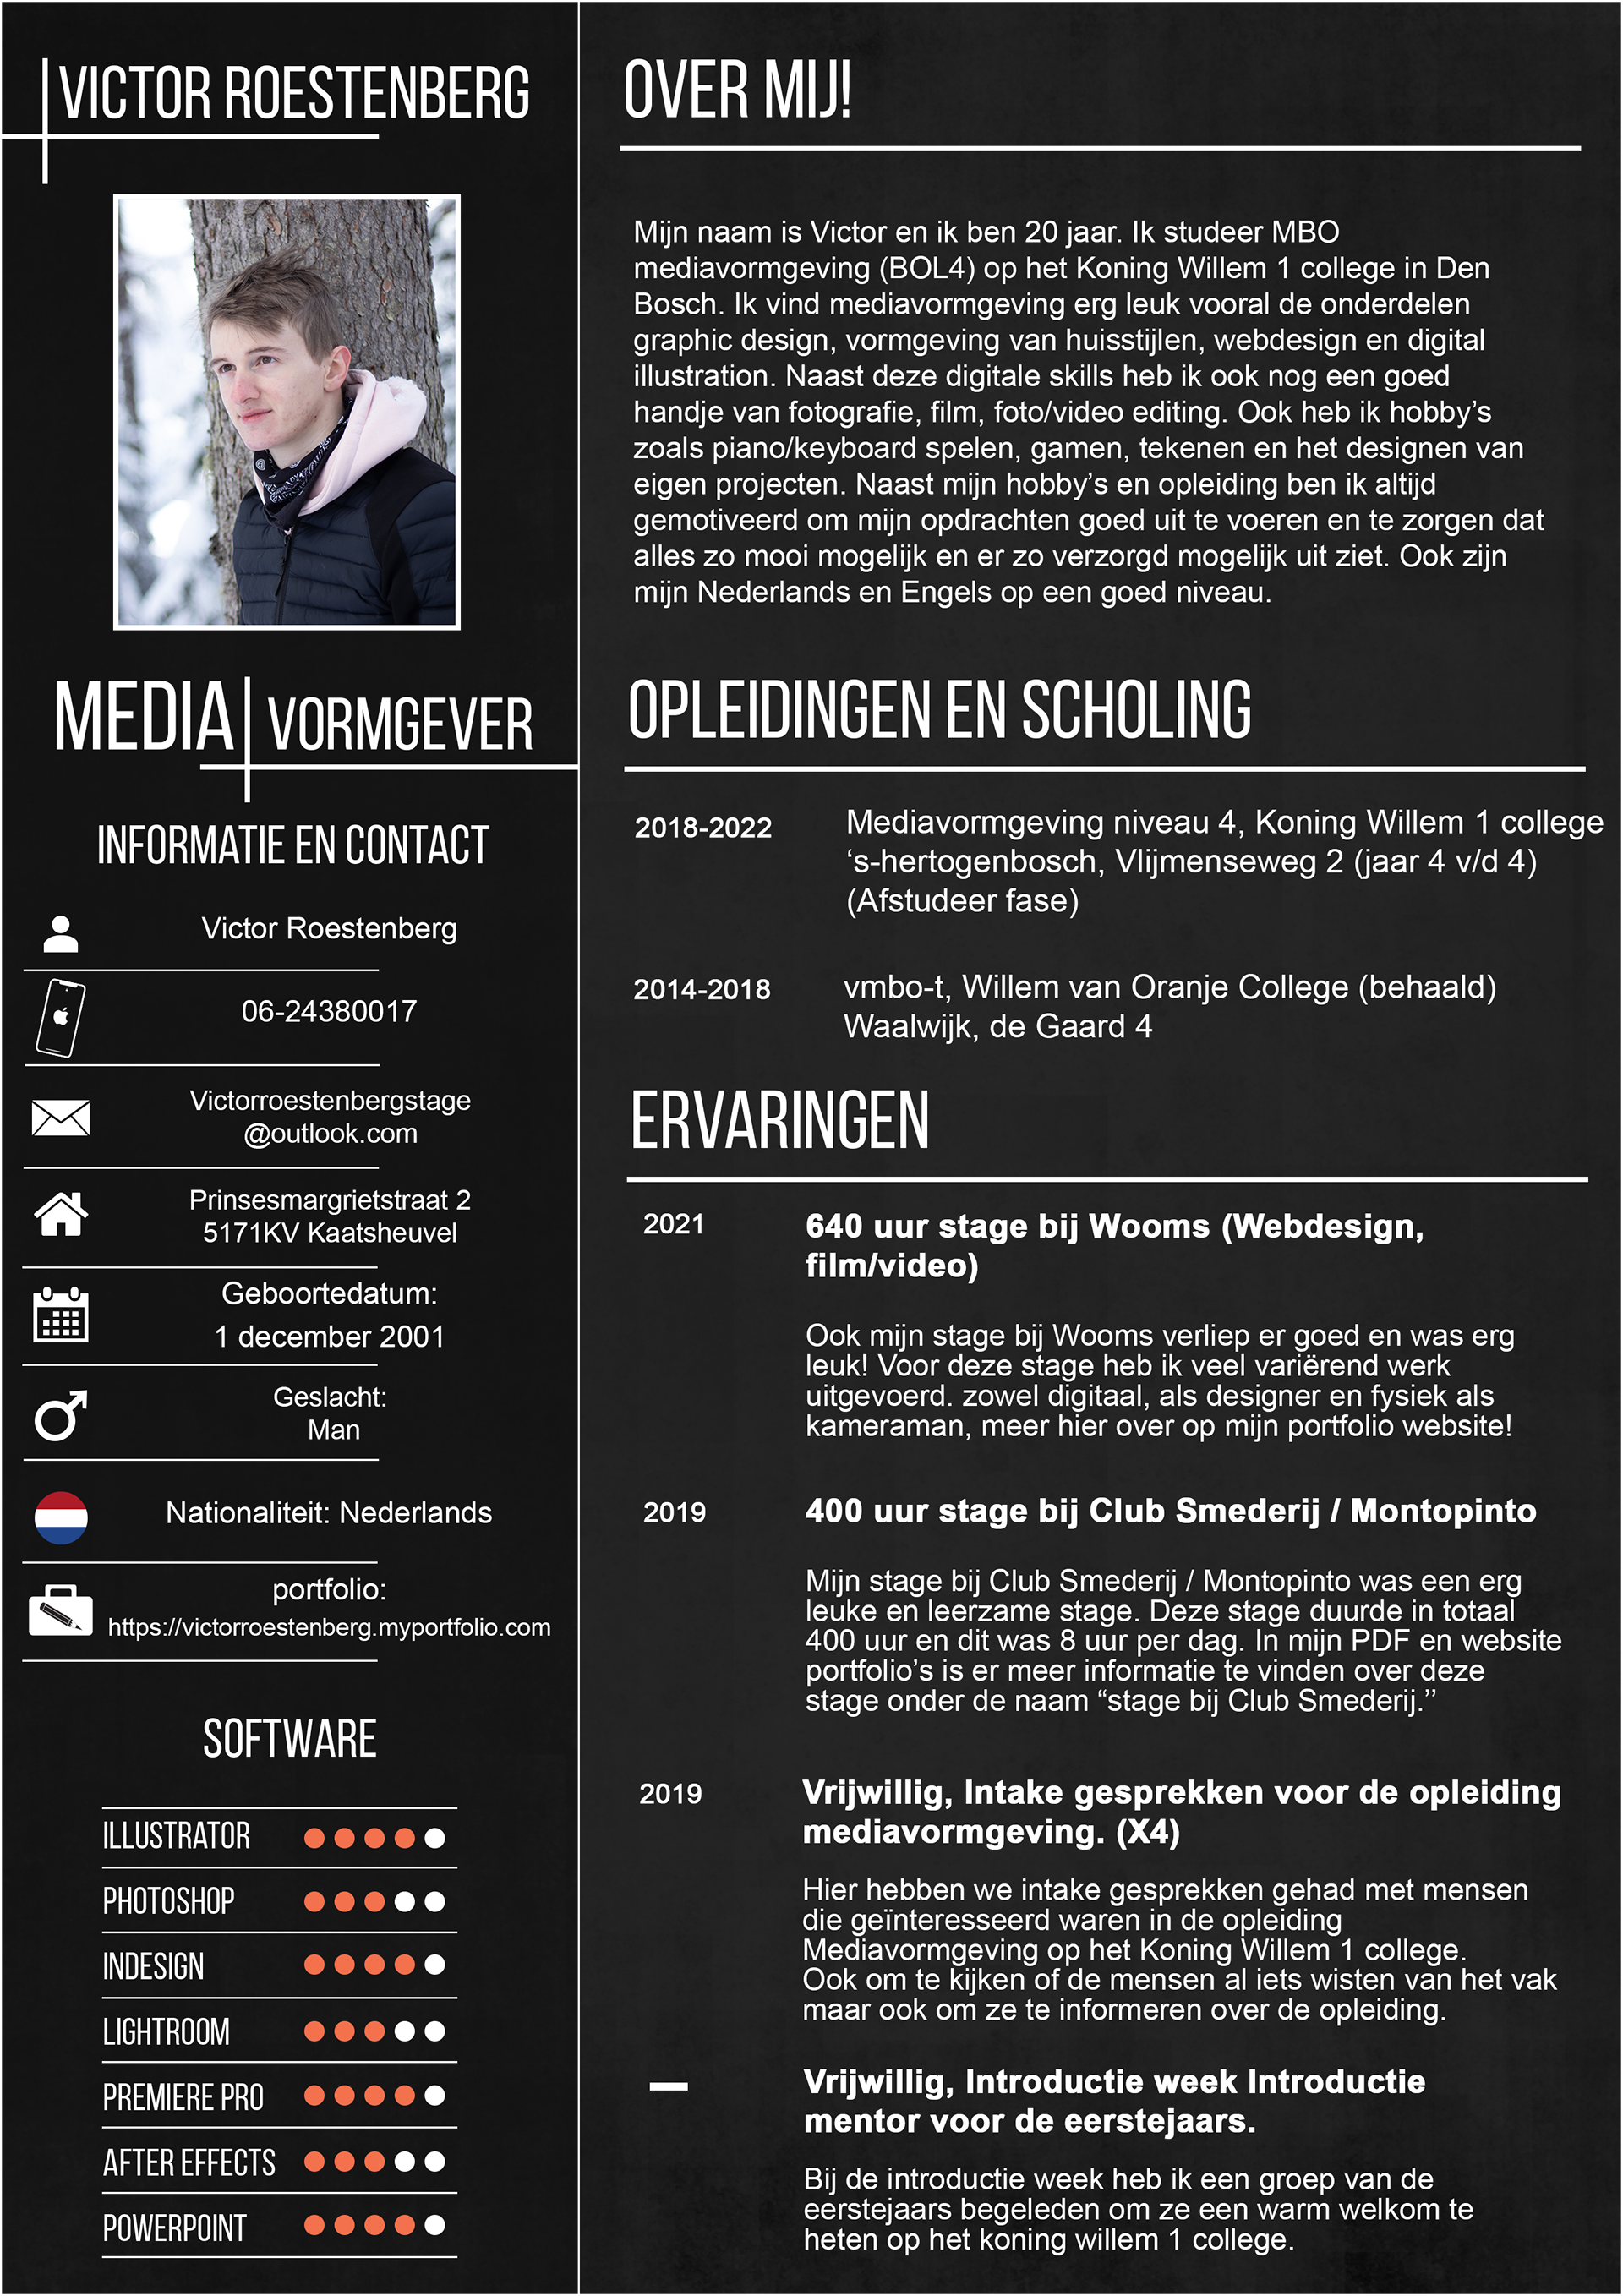 VICTOR ROESTENBERG
MEDIA VORMGEVER
INFORMATIE EN CONTACT
Victor Roestenberg
06-24380017
Victorroestenbergstage
@outlook.com
Prinsesmargrietstraat 2
5171KV Kaatsheuvel
Geboortedatum:
1 december 2001
Geslacht:
Man
Nationaliteit: Nederlands
portfolio:
https://victorroestenberg.myportfolio.com
SOFTWARE
ILLUSTRATOR
PHOTOSHOP
INDESIGN
LIGHTROOM
PREMIERE PRO
AFTER EFFECTS
POWERPOINT
OVER MIJ!
Mijn naam is Victor en ik ben 20 jaar. Ik studeer MBO
mediavormgeving (BOL4) op het Koning Willem 1 college in Den
Bosch. Ik vind mediavormgeving erg leuk vooral de onderdelen
graphic design, vormgeving van huisstijlen, webdesign en digital
illustration. Naast deze digitale skills heb ik ook nog een goed
handje van fotografie, film, foto/video editing. Ook heb ik hobby’s
zoals piano/keyboard spelen, gamen, tekenen en het designen van
eigen projecten. Naast mijn hobby’s en opleiding ben ik altijd
gemotiveerd om mijn opdrachten goed uit te voeren en te zorgen dat
alles zo mooi mogelijk en er zo verzorgd mogelijk uit ziet. Ook zijn
mijn Nederlands en Engels op een goed niveau.
OPLEIDINGEN EN SCHOLING
2018-2022 Mediavormgeving niveau 4, Koning Willem 1 college
‘s-hertogenbosch, Vlijmenseweg 2 (jaar 4 v/d 4)
(Afstudeer fase)
2014-2018 vmbo-t, Willem van Oranje College (behaald)
Waalwijk, de Gaard 4
ERVARINGEN
2021 640 uur stage bij Wooms (Webdesign,
film/video)
Ook mijn stage bij Wooms verliep er goed en was erg
leuk! Voor deze stage heb ik veel variërend werk
uitgevoerd. zowel digitaal, als designer en fysiek als
kameraman, meer hier over op mijn portfolio website!
2019 400 uur stage bij Club Smederij / Montopinto
Mijn stage bij Club Smederij / Montopinto was een erg
leuke en leerzame stage. Deze stage duurde in totaal
400 uur en dit was 8 uur per dag. In mijn PDF en website
portfolio’s is er meer informatie te vinden over deze
stage onder de naam “stage bij Club Smederij.’’
2019 Vrijwillig, Intake gesprekken voor de opleiding
mediavormgeving. (X4)
Hier hebben we intake gesprekken gehad met mensen
die geïnteresseerd waren in de opleiding
Mediavormgeving op het Koning Willem 1 college.
Ook om te kijken of de mensen al iets wisten van het vak
maar ook om ze te informeren over de opleiding.
— Vrijwillig, Introductie week Introductie
mentor voor de eerstejaars.
Bij de introductie week heb ik een groep van de
eerstejaars begeleden om ze een warm welkom te
heten op het koning willem 1 college.